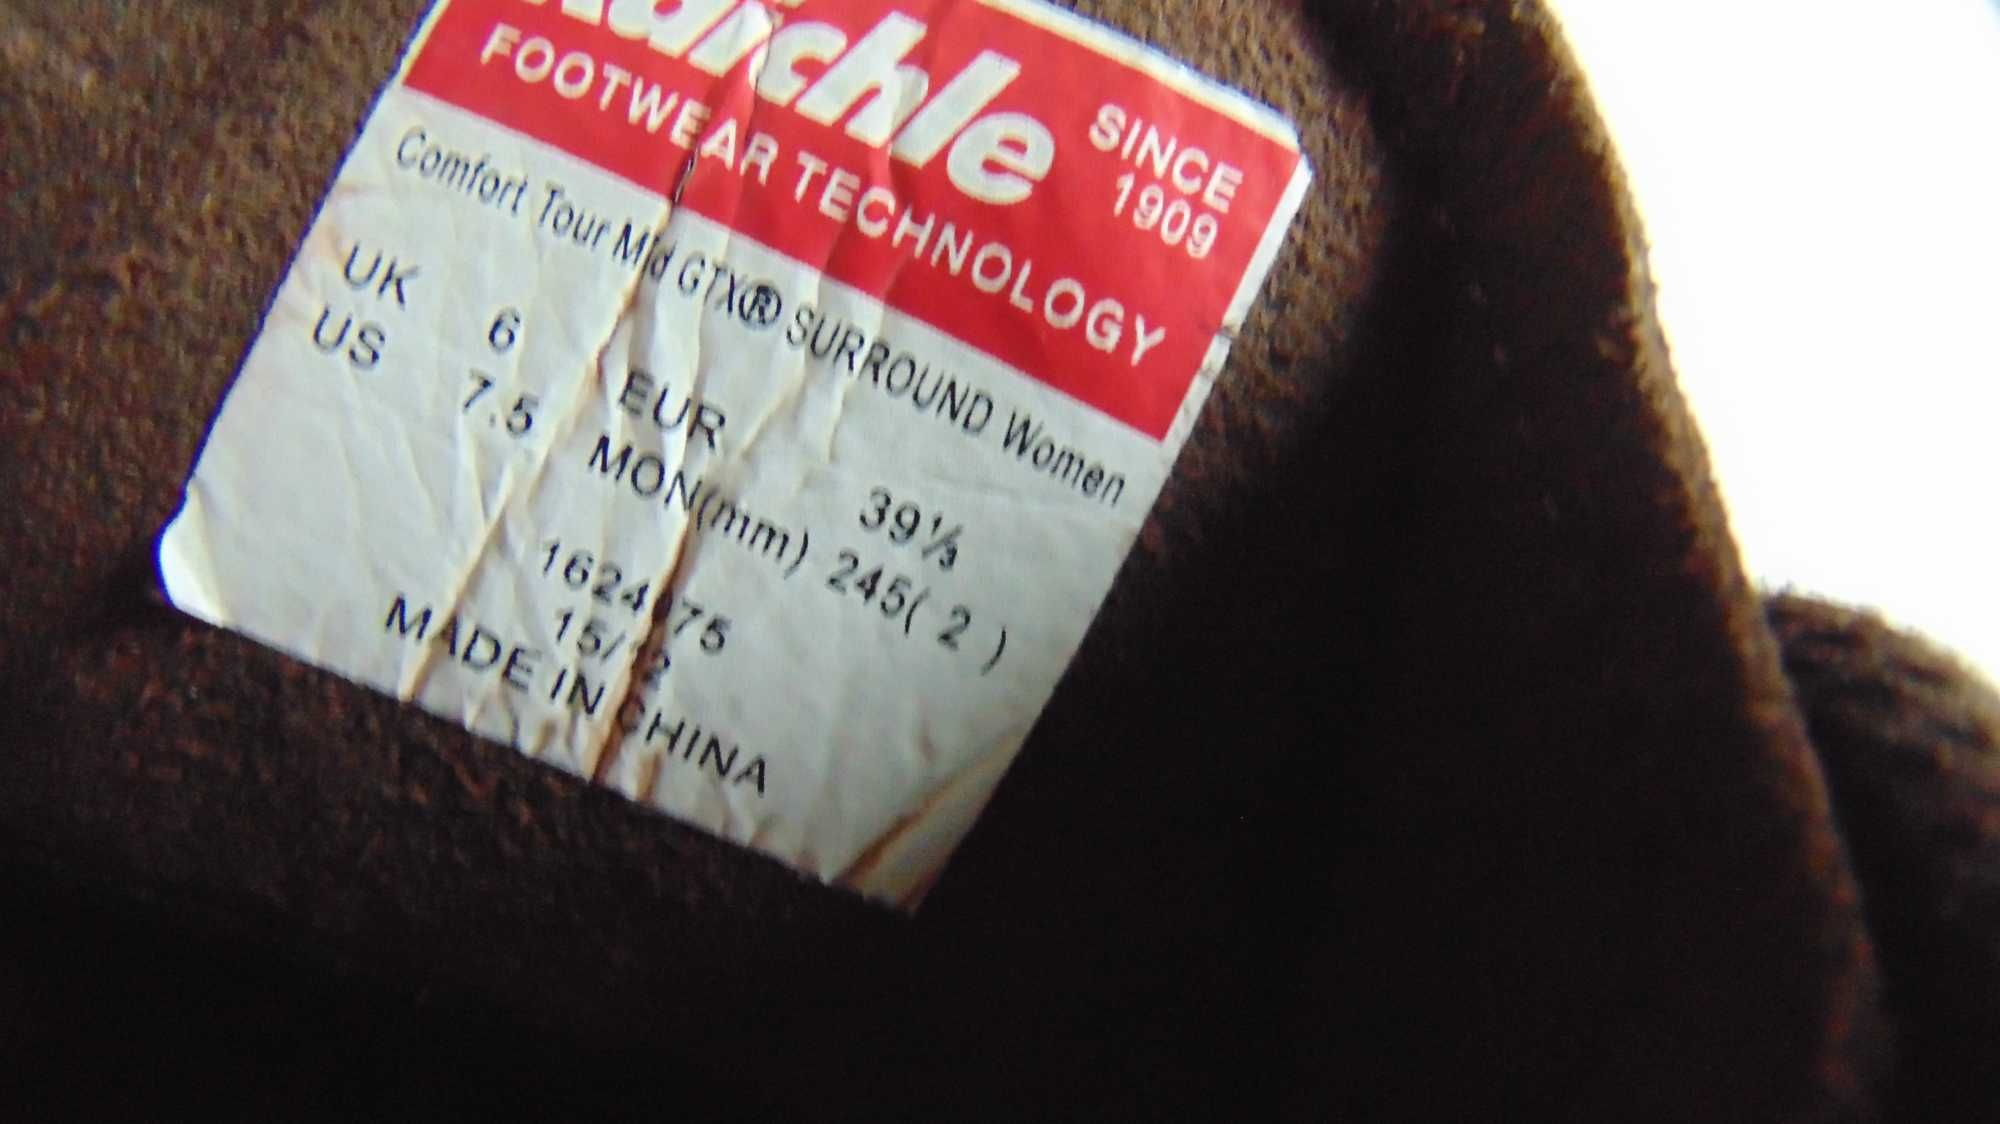 Raichle
SINCE
1909
FOOTWEAR TECHNOLOGY
Comfort Tour Mid GTX® SURROUND Women
UK 6 EUR 39⅓
US 7.5 MON(mm) 245( 2 )
MADE IN CHINA